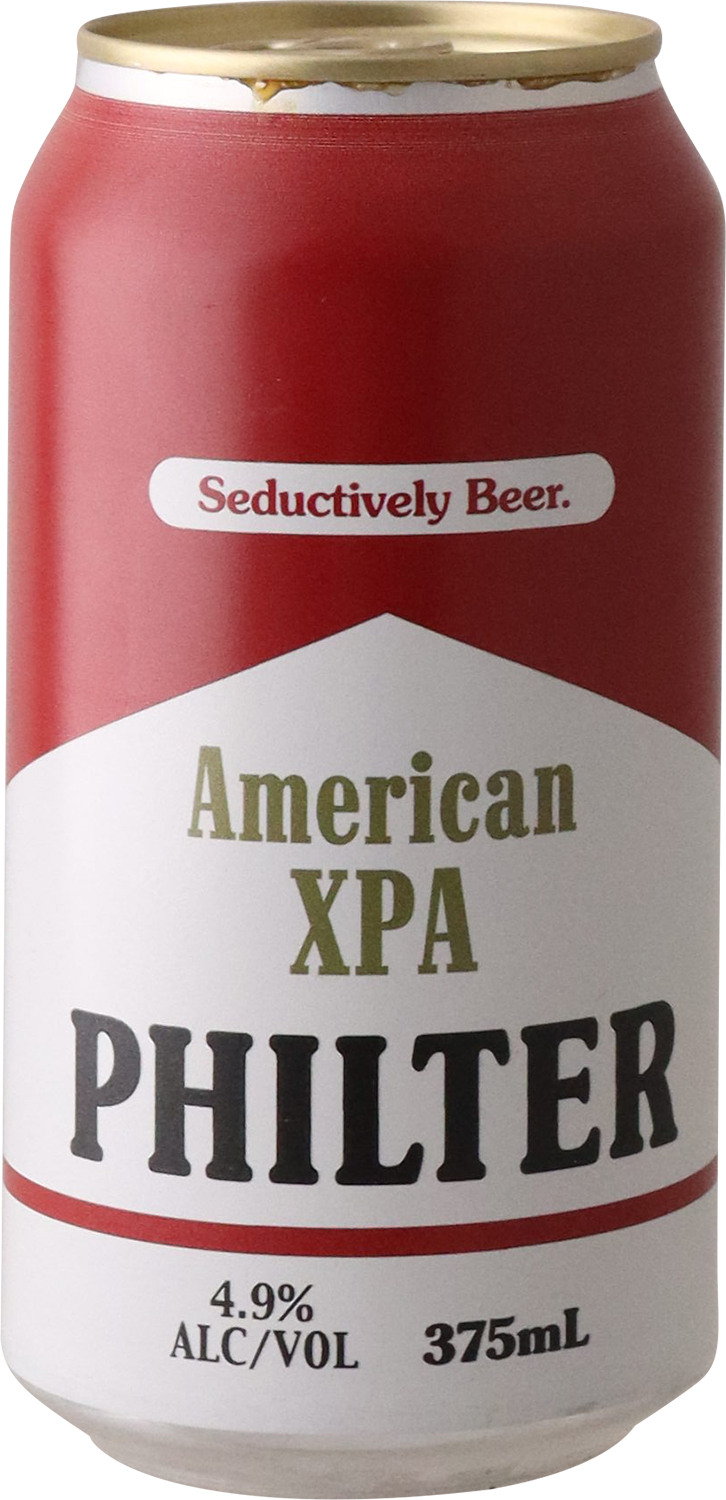 Seductively Beer.
American
XPA
PHILTER
4.9%
ALC/VOL
375mL